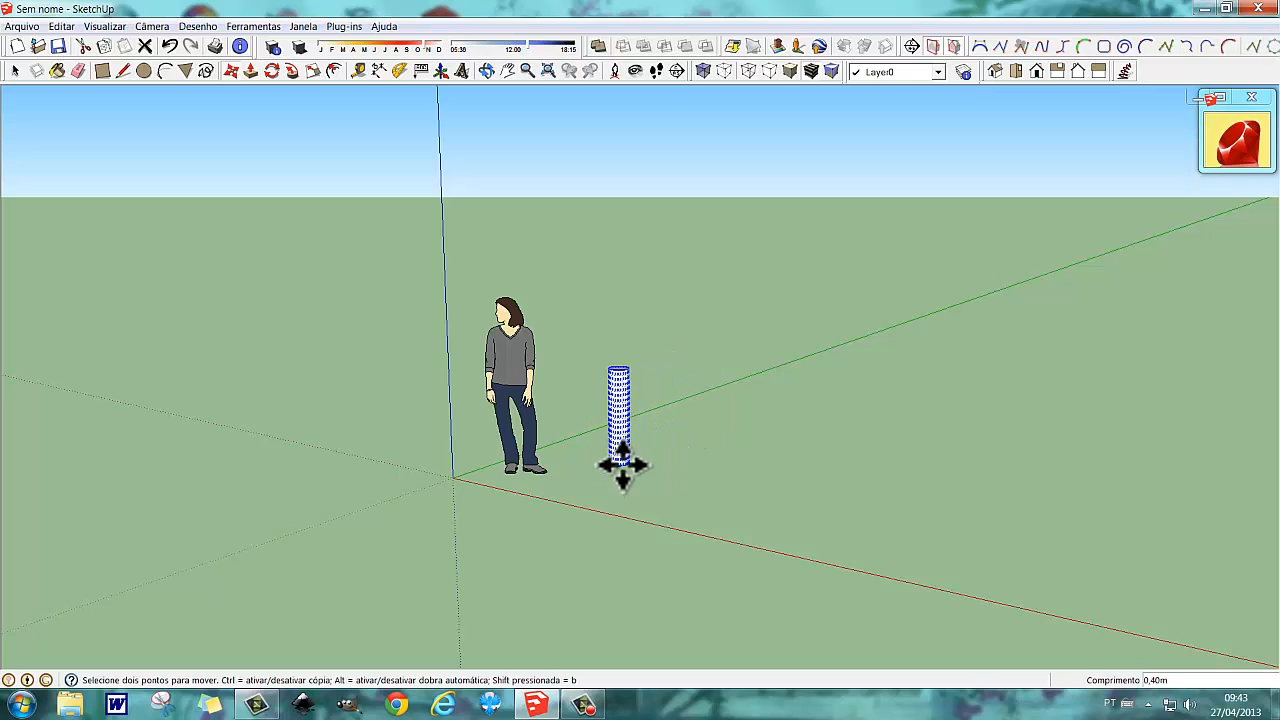 Sem nome - SketchUp
Arquivo Editar Visualizar Câmera Desenho Ferramentas Janela Plug-ins Ajuda
J F M A M J J A S O N D 05:30 12:00 18:15
Layer0
Selecione dois pontos para mover. Ctrl = ativar/desativar cópia; Alt = ativar/desativar dobra automática; Shift pressionada = b
Comprimento 0,40m
PT
09:43
27/04/2013